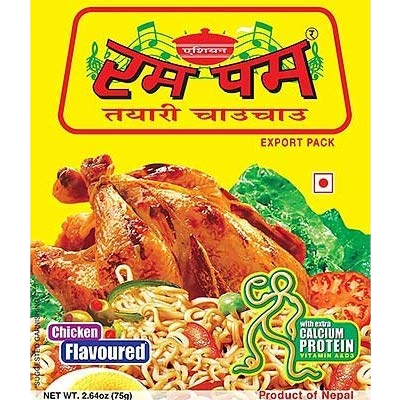 एशियन
रम पम
R
तयारी चाउचाउ
EXPORT PACK
Chicken
Flavoured
with extra
CALCIUM
PROTEIN
VITAMIN A&D3
NET WT. 2.64oz (75g)
Product of Nepal